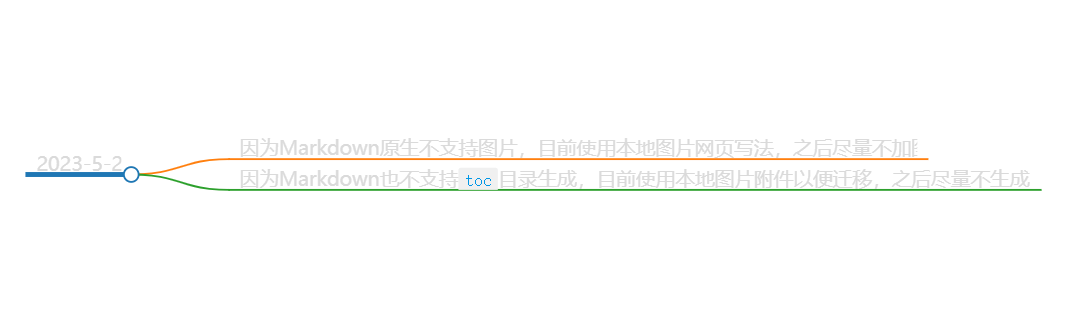 因为Markdown原生不支持图片，目前使用本地图片网页写法，之后尽量不加
2023-5-2
因为Markdown也不支持toc目录生成，目前使用本地图片附件以便迁移，之后尽量不生成